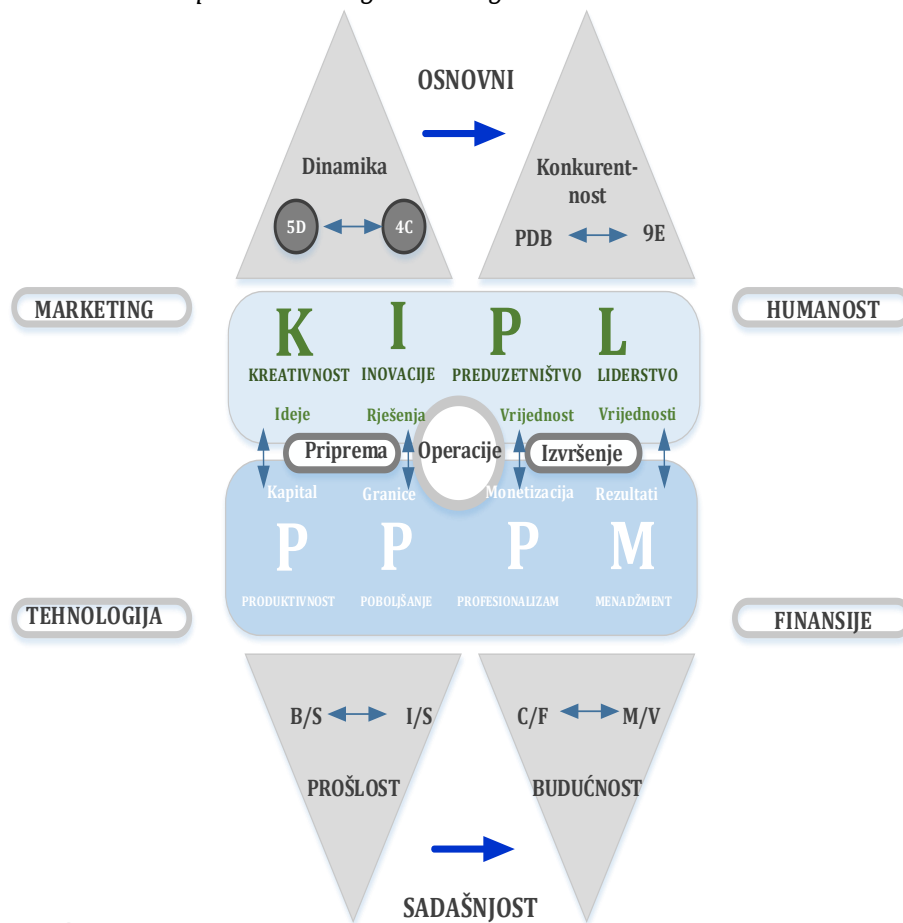 OSNOVNI
Dinamika
5D
4C
Konkurent-
nost
PDB
9E
MARKETING
HUMANOST
K I P L
KREATIVNOST INOVACIJE PREDUZETNIŠTVO LIDERSTVO
Ideje Rješenja Vrijednost Vrijednosti
Priprema Operacije Izvršenje
Kapital Granice Monetizacija Rezultati
P P P M
PRODUKTIVNOST POBOLJŠANJE PROFESIONALIZAM MENADŽMENT
TEHNOLOGIJA
FINANSIJE
B/S I/S
C/F M/V
PROŠLOST
BUDUĆNOST
SADAŠNJOST